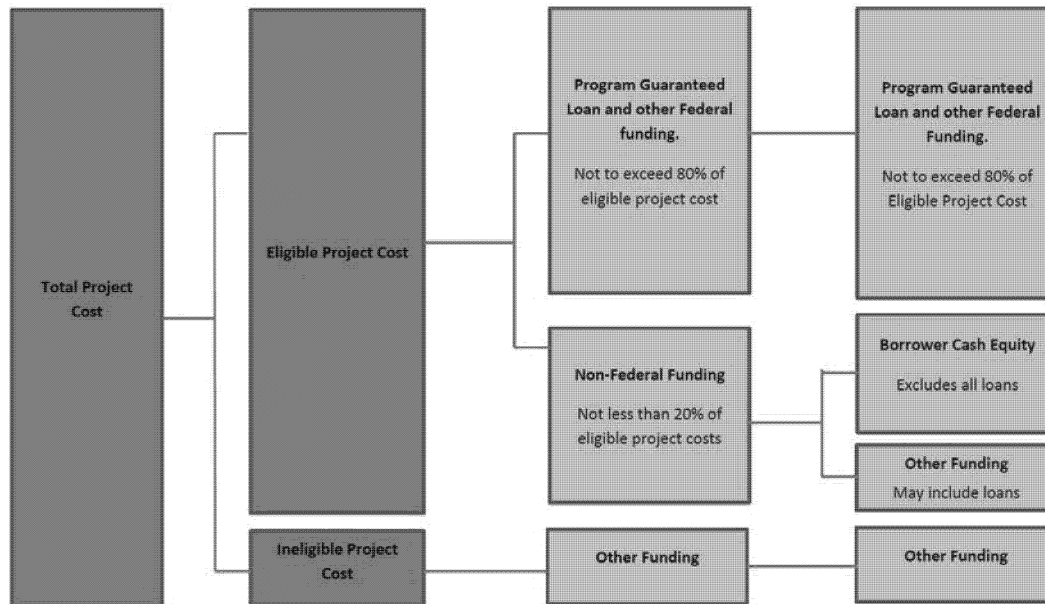 Total Project
Cost
Eligible Project Cost
Ineligible Project
Cost
Program Guaranteed
Loan and other Federal
funding.
Not to exceed 80% of
eligible project cost
Non-Federal Funding
Not less than 20% of
eligible project costs
Other Funding
Program Guaranteed
Loan and other Federal
Funding.
Not to exceed 80% of
Eligible Project Cost
Borrower Cash Equity
Excludes all loans
Other Funding
May include loans
Other Funding